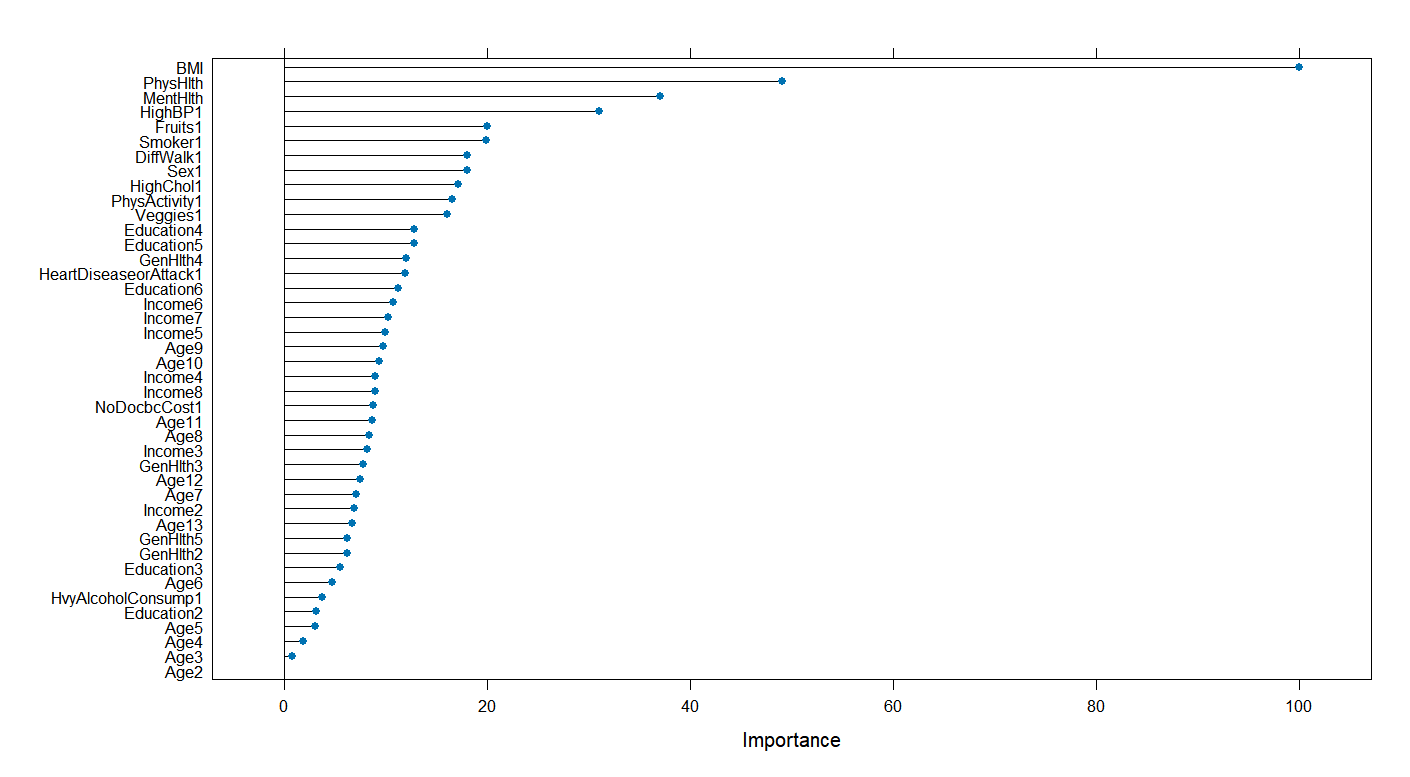 BMI
PhysHlth
MentHlth
HighBP1
Fruits1
Smoker1
DiffWalk1
Sex1
HighChol1
PhysActivity1
Veggies1
Education4
Education5
GenHlth4
HeartDiseaseorAttack1
Education6
Income6
Income7
Income5
Age9
Age10
Income4
Income8
NoDocbcCost1
Age11
Age8
Income3
GenHlth3
Age12
Age7
Income2
Age13
GenHlth5
GenHlth2
Education3
Age6
HvyAlcoholConsump1
Education2
Age5
Age4
Age3
Age2
0 20 40 60 80 100
Importance